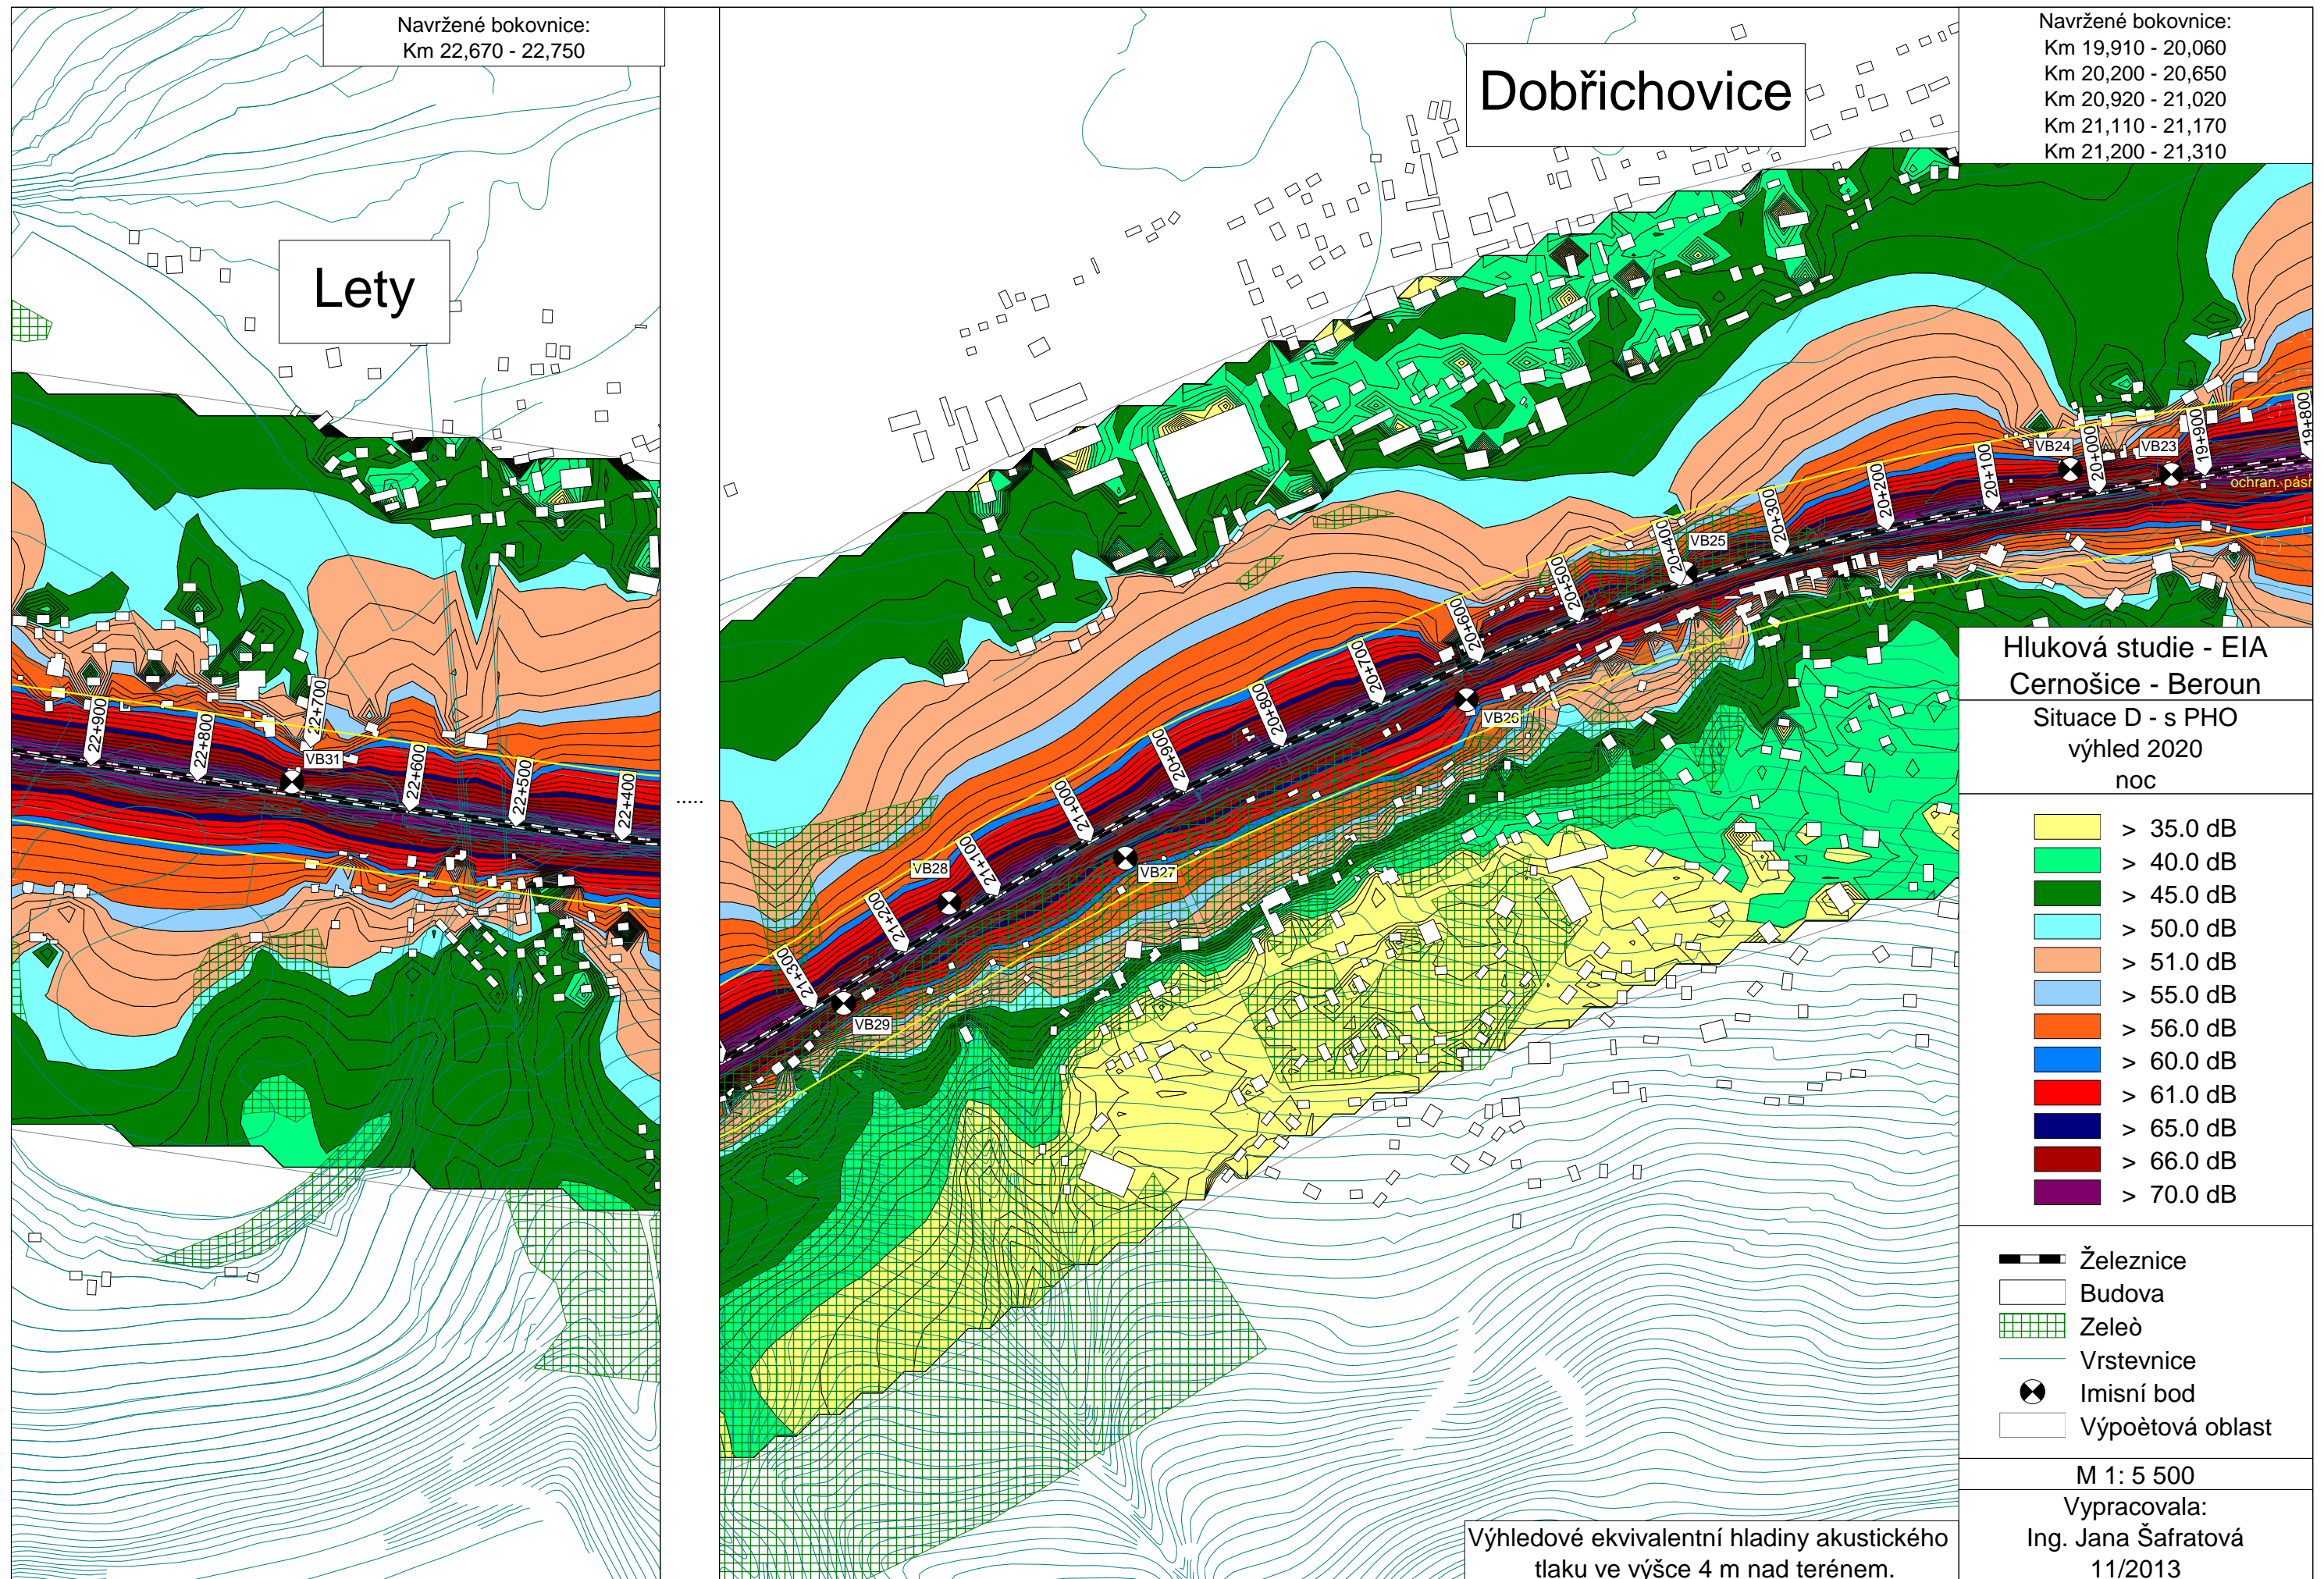 Navržené bokovnice:
Km 22,670 - 22,750
Lety
22+900
22+800
22+700
VB31
22+600
22+500
22+400
.....
Dobřichovice
Navržené bokovnice:
Km 19,910 - 20,060
Km 20,200 - 20,650
Km 20,920 - 21,020
Km 21,110 - 21,170
Km 21,200 - 21,310
21+300
VB29
21+200
VB28
21+100
21+000
VB27
20+900
20+800
20+700
20+600
VB26
20+500
20+400
VB25
20+300
20+200
20+100
VB24
20+000
VB23
19+900
19+800
ochran. pásm
Hluková studie - EIA
Cernošice - Beroun
Situace D - s PHO
výhled 2020
noc
> 35.0 dB
> 40.0 dB
> 45.0 dB
> 50.0 dB
> 51.0 dB
> 55.0 dB
> 56.0 dB
> 60.0 dB
> 61.0 dB
> 65.0 dB
> 66.0 dB
> 70.0 dB
Železnice
Budova
Zeleò
Vrstevnice
Imisní bod
Výpoètová oblast
M 1: 5 500
Vypracovala:
Ing. Jana Šafratová
11/2013
Výhledové ekvivalentní hladiny akustického
tlaku ve výšce 4 m nad terénem.